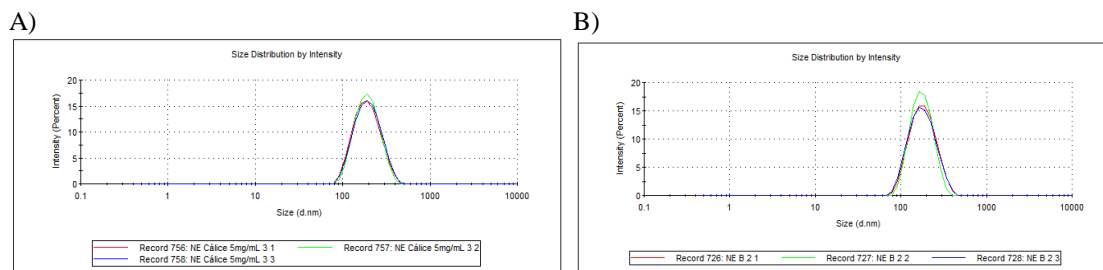 A)
Size Distribution by Intensity
20
15
10
5
0
0.1 1 10 100 1000 10000
Intensity (Percent)
Size (d.nm)
Record 756: NE Cálice 5mg/mL 3 1 Record 757: NE Cálice 5mg/mL 3 2
Record 758: NE Cálice 5mg/mL 3 3
B)
Size Distribution by Intensity
20
15
10
5
0
0.1 1 10 100 1000 10000
Intensity (Percent)
Size (d.nm)
Record 726: NE B 2 1 Record 727: NE B 2 2 Record 728: NE B 2 3